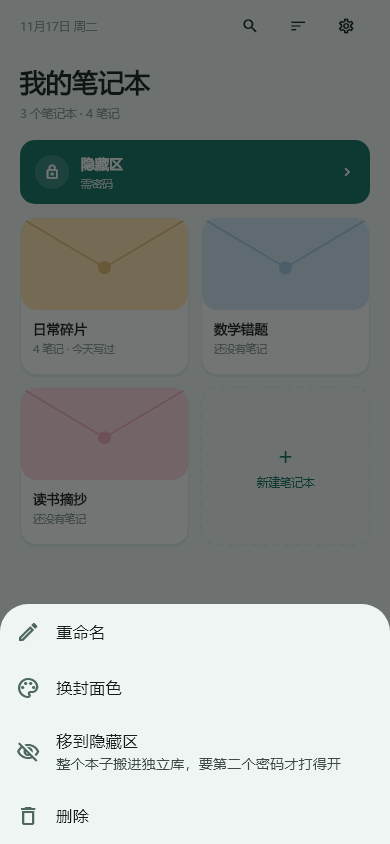 11月17日 周二
我的笔记本
3 个笔记本 · 4 笔记
隐藏区
需密码
日常碎片
4 笔记 · 今天写过
数学错题
还没有笔记
读书摘抄
还没有笔记
+
新建笔记本
重命名
换封面色
移到隐藏区
整个本子搬进独立库，要第二个密码才打得开
删除